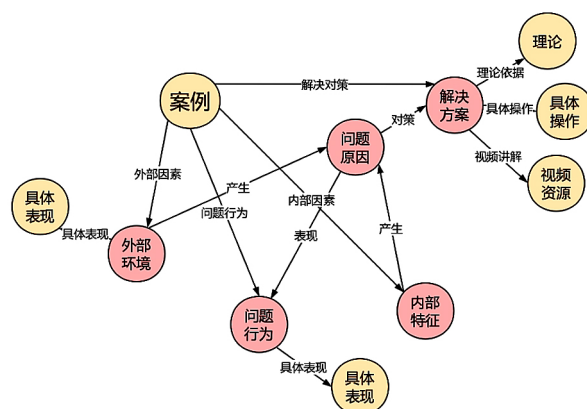 理论
理论依据
解决对策
案例
解决
方案
具体操作
具体
操作
对策
问题
原因
视频讲解
视频
资源
外部因素
产生
内部因素
具体
表现
问题行为
具体表现
表现
产生
外部
环境
问题
行为
内部
特征
具体表现
具体
表现